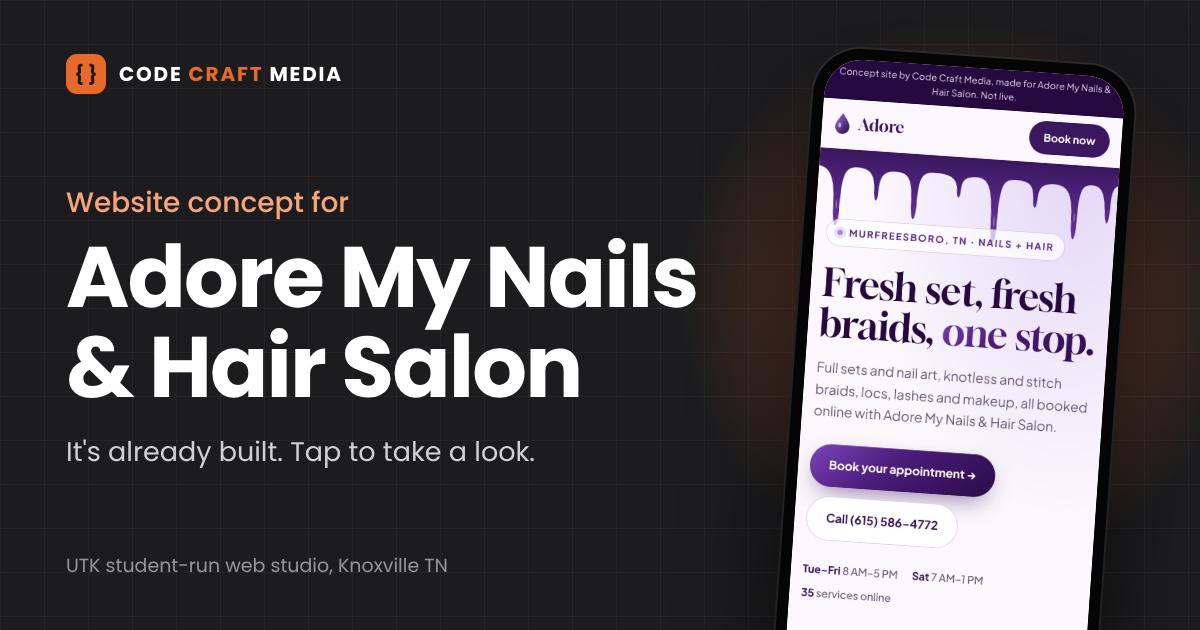 { } CODE CRAFT MEDIA
Website concept for
Adore My Nails
& Hair Salon
It's already built. Tap to take a look.
UTK student-run web studio, Knoxville TN
Concept site by Code Craft Media, made for Adore My Nails &
Hair Salon. Not live.
Adore
Book now
MURFREESBORO, TN · NAILS + HAIR
Fresh set, fresh
braids, one stop.
Full sets and nail art, knotless and stitch
braids, locs, lashes and makeup, all booked
online with Adore My Nails & Hair Salon.
Book your appointment →
Call (615) 586-4772
Tue–Fri 8 AM–5 PM Sat 7 AM–1 PM
35 services online